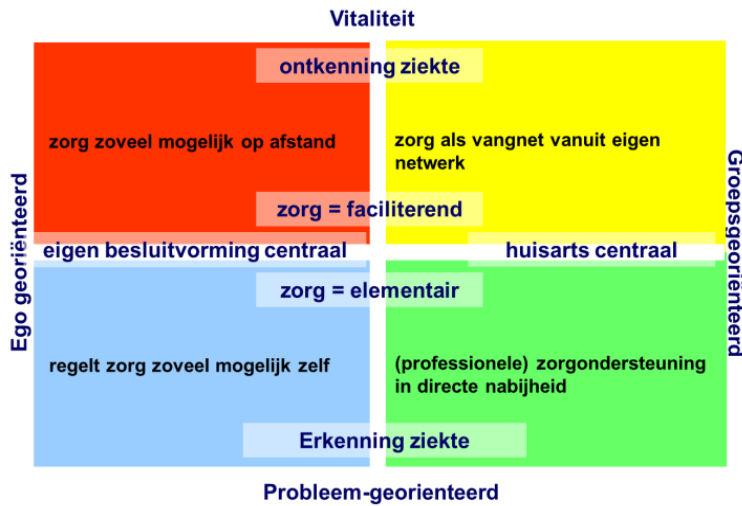 Vitaliteit
ontkenning ziekte
zorg zoveel mogelijk op afstand
zorg als vangnet vanuit eigen
netwerk
zorg = faciliterend
Ego georiënteerd
Groepsgeoriënteerd
eigen besluitvorming centraal
huisarts centraal
zorg = elementair
regelt zorg zoveel mogelijk zelf
(professionele) zorgondersteuning
in directe nabijheid
Erkenning ziekte
Probleem-georienteerd